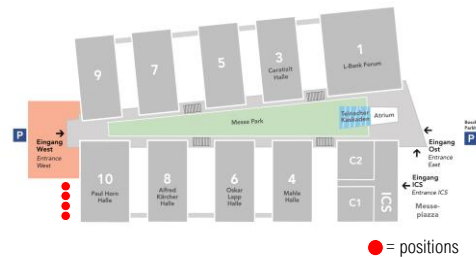 9
7
5
3
Carl Benz
Halle
1
L-Bank Forum
P
Eingang
West
Entrance
West
Messe Park
Atrium
P
Eingang
Ost
Entrance
East
Eingang
ICS
Entrance ICS
Messe-
piazza
10
Paul Horn
Halle
8
Alfred
Kärcher
Halle
6
Oskar
Lapp
Halle
4
Mahle
Halle
C2
C1
ICS
= positions